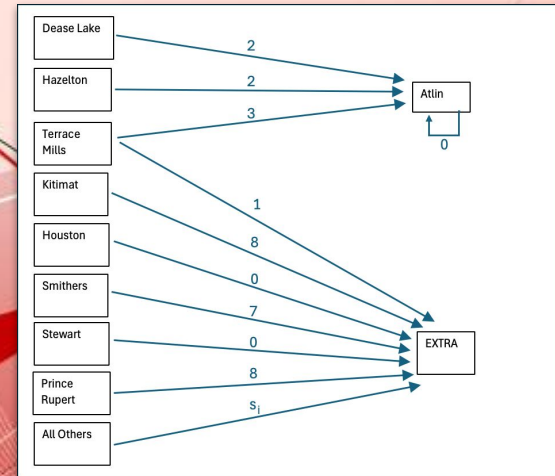 Dease Lake
2
Hazelton
2
Atlin
3
Terrace
Mills
0
Kitimat
1
8
Houston
0
Smithers
7
Stewart
0
EXTRA
Prince
Rupert
8
si
All Others